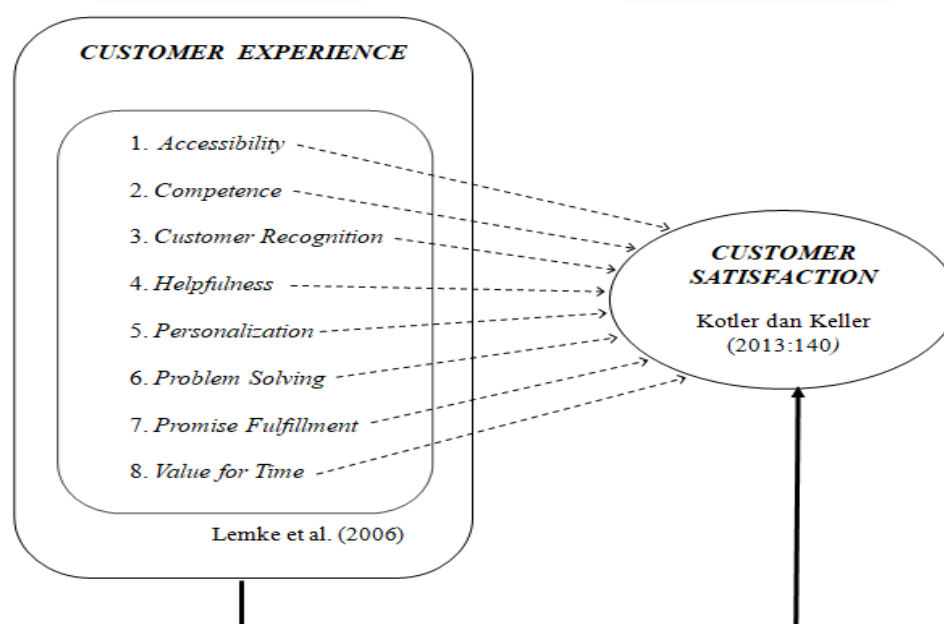 CUSTOMER EXPERIENCE
1. Accessibility
2. Competence
3. Customer Recognition
4. Helpfulness
5. Personalization
6. Problem Solving
7. Promise Fulfillment
8. Value for Time
Lemke et al. (2006)
CUSTOMER
SATISFACTION
Kotler dan Keller
(2013:140)